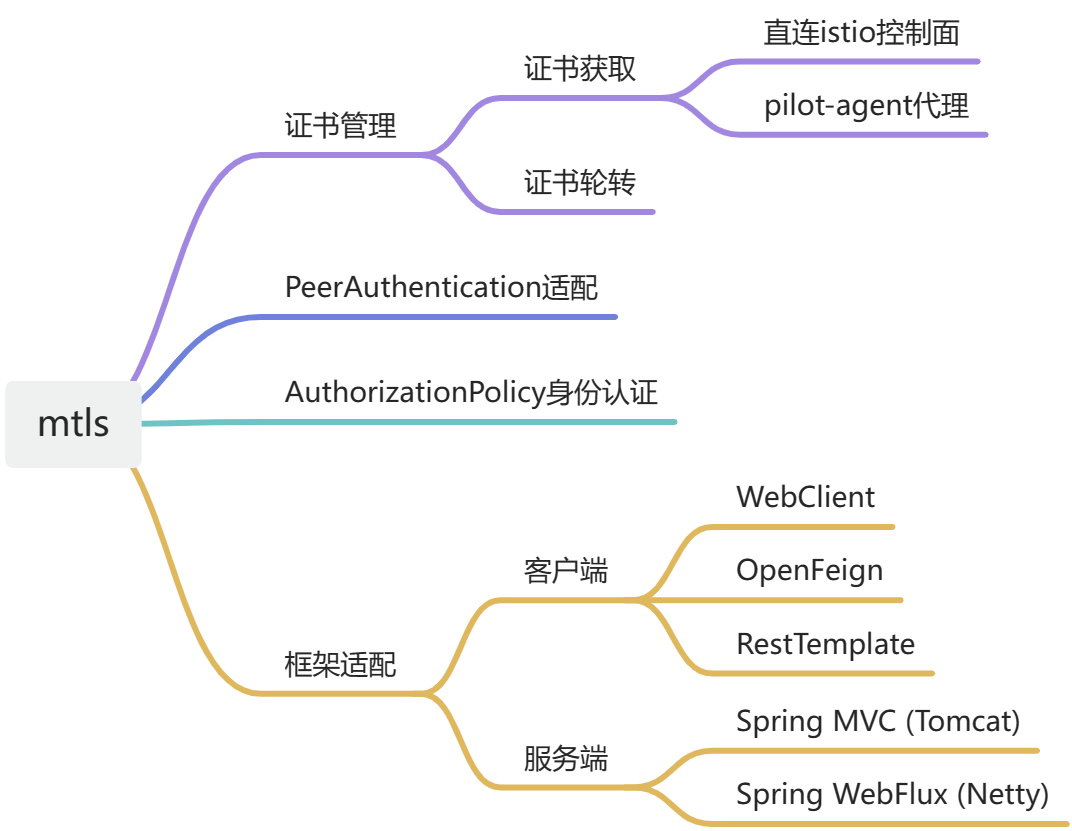 直连istio控制面
证书获取
pilot-agent代理
证书管理
证书轮转
PeerAuthentication适配
AuthorizationPolicy身份认证
mtls
WebClient
客户端
OpenFeign
RestTemplate
框架适配
Spring MVC (Tomcat)
服务端
Spring WebFlux (Netty)